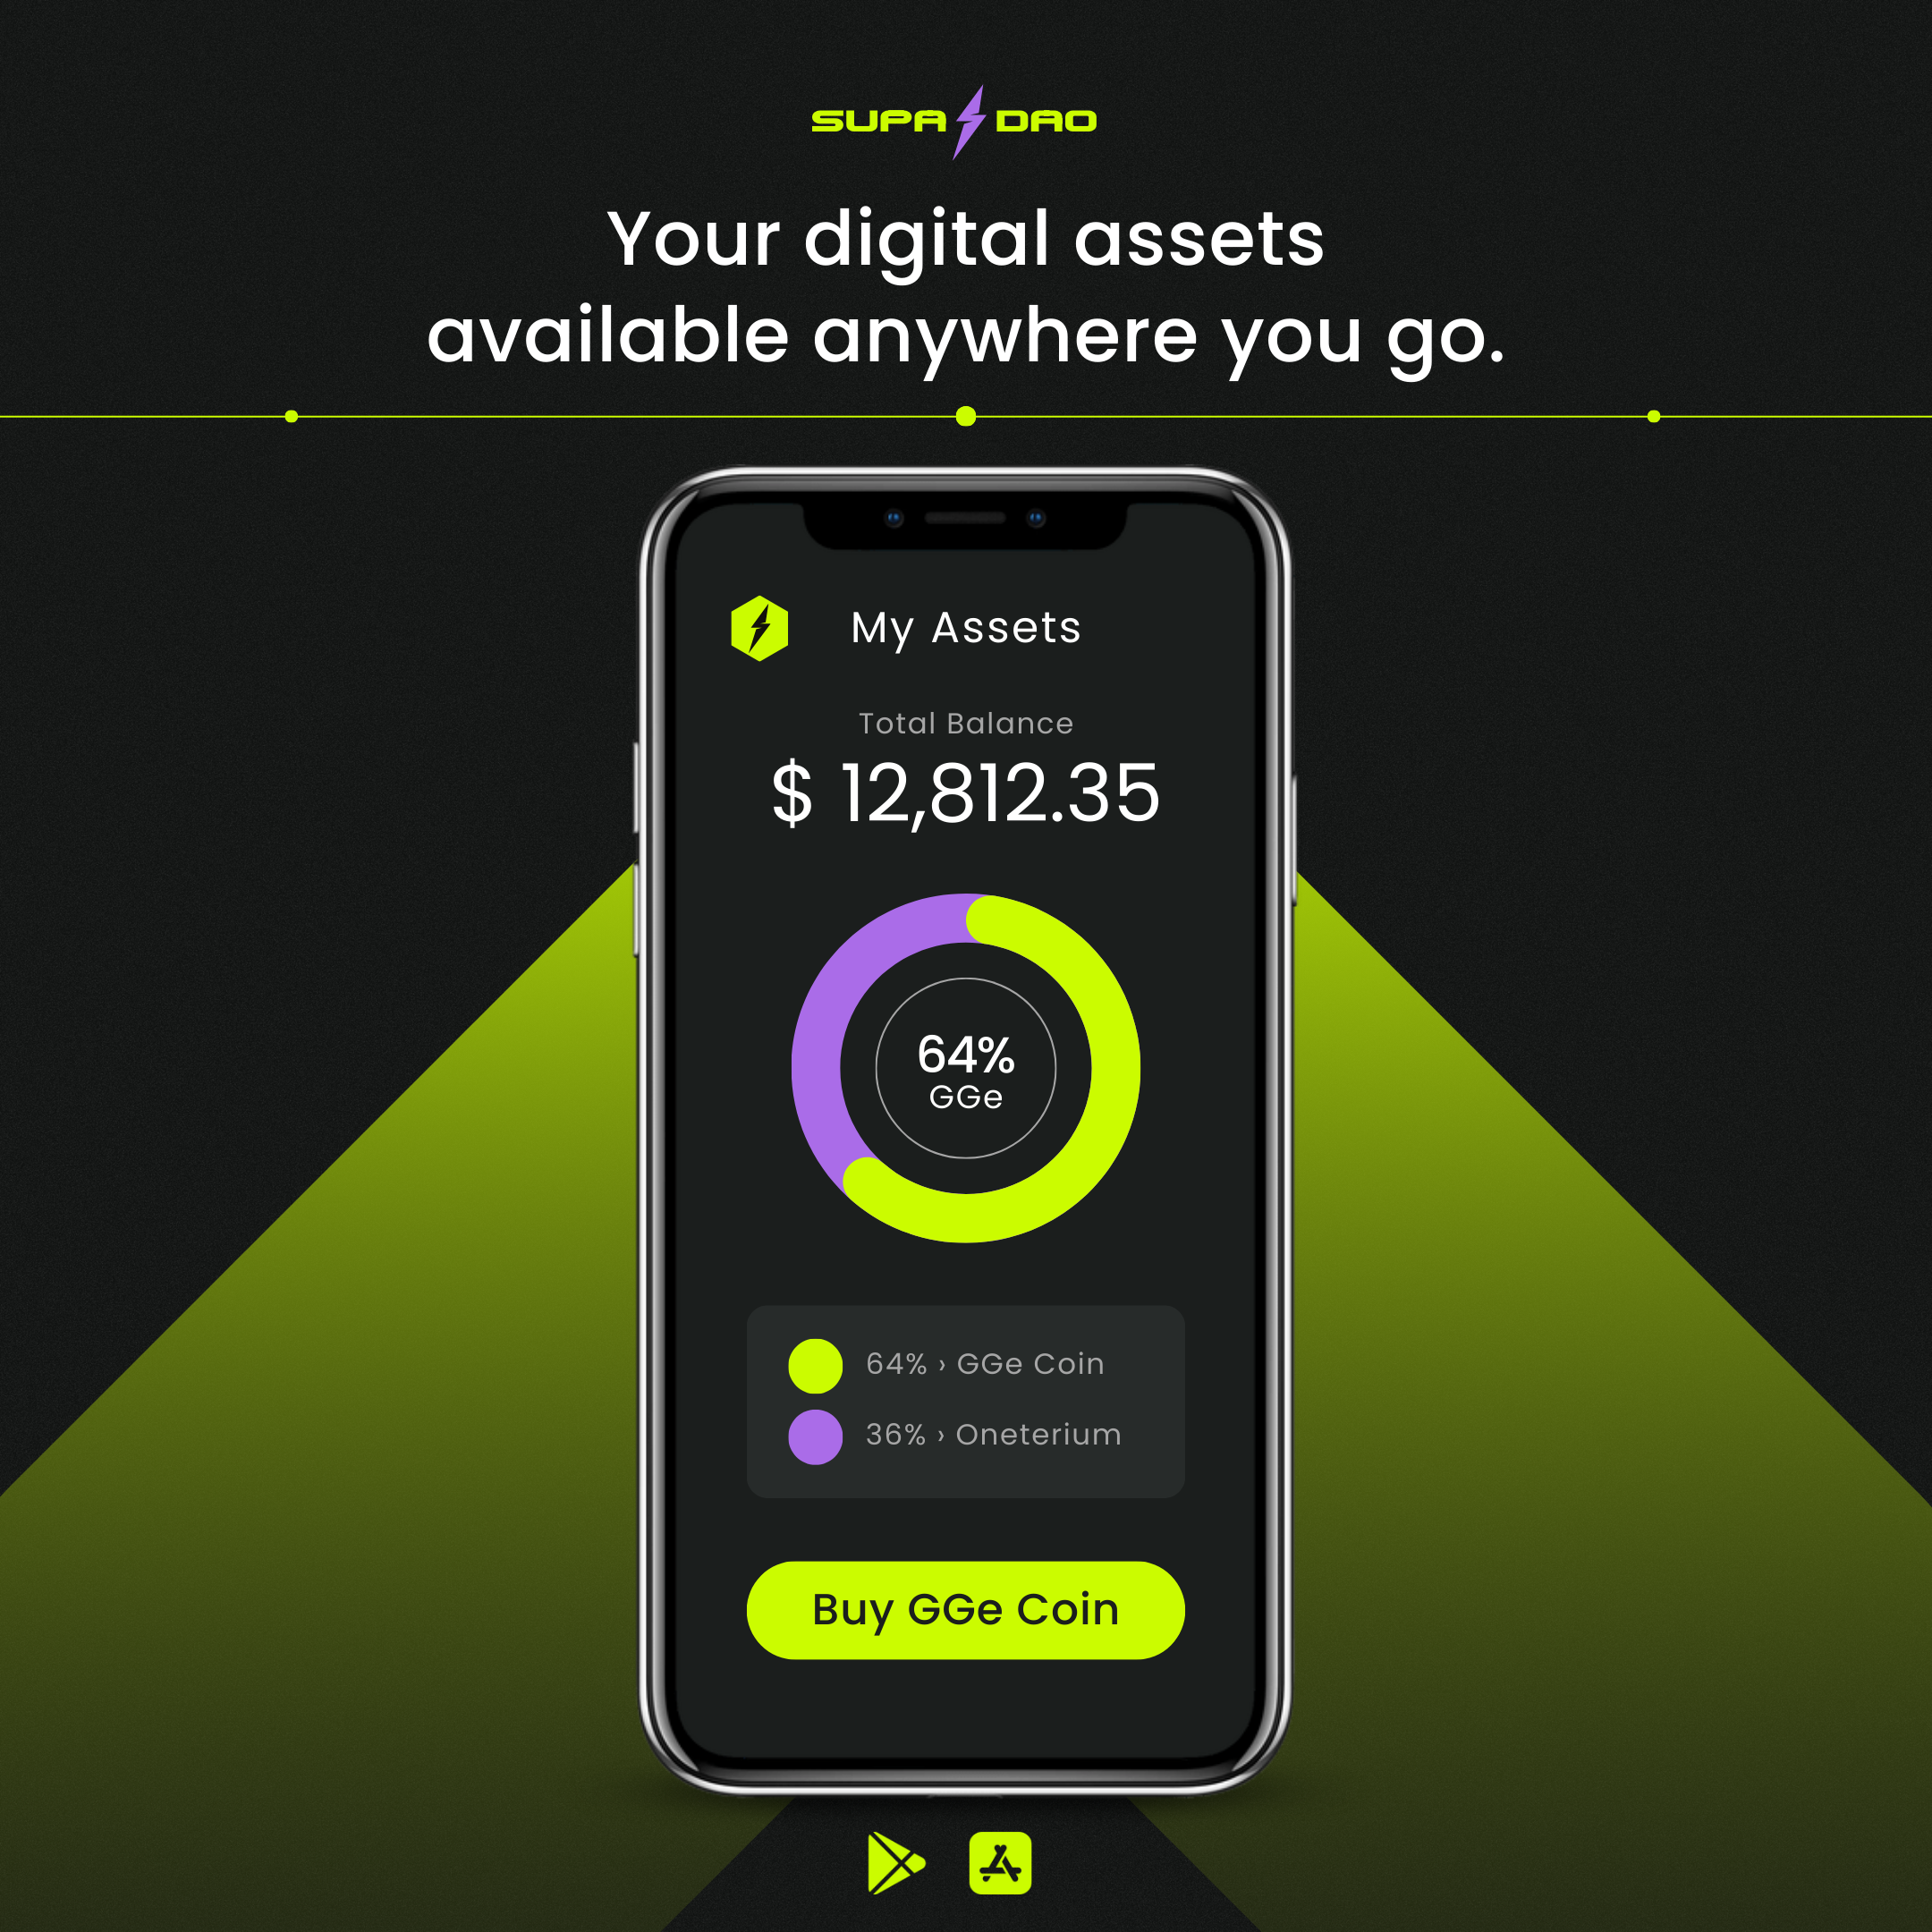 SUPA DAO
Your digital assets
available anywhere you go.
My Assets
Total Balance
$ 12,812.35
64%
GGe
64% › GGe Coin
36% › Oneterium
Buy GGe Coin